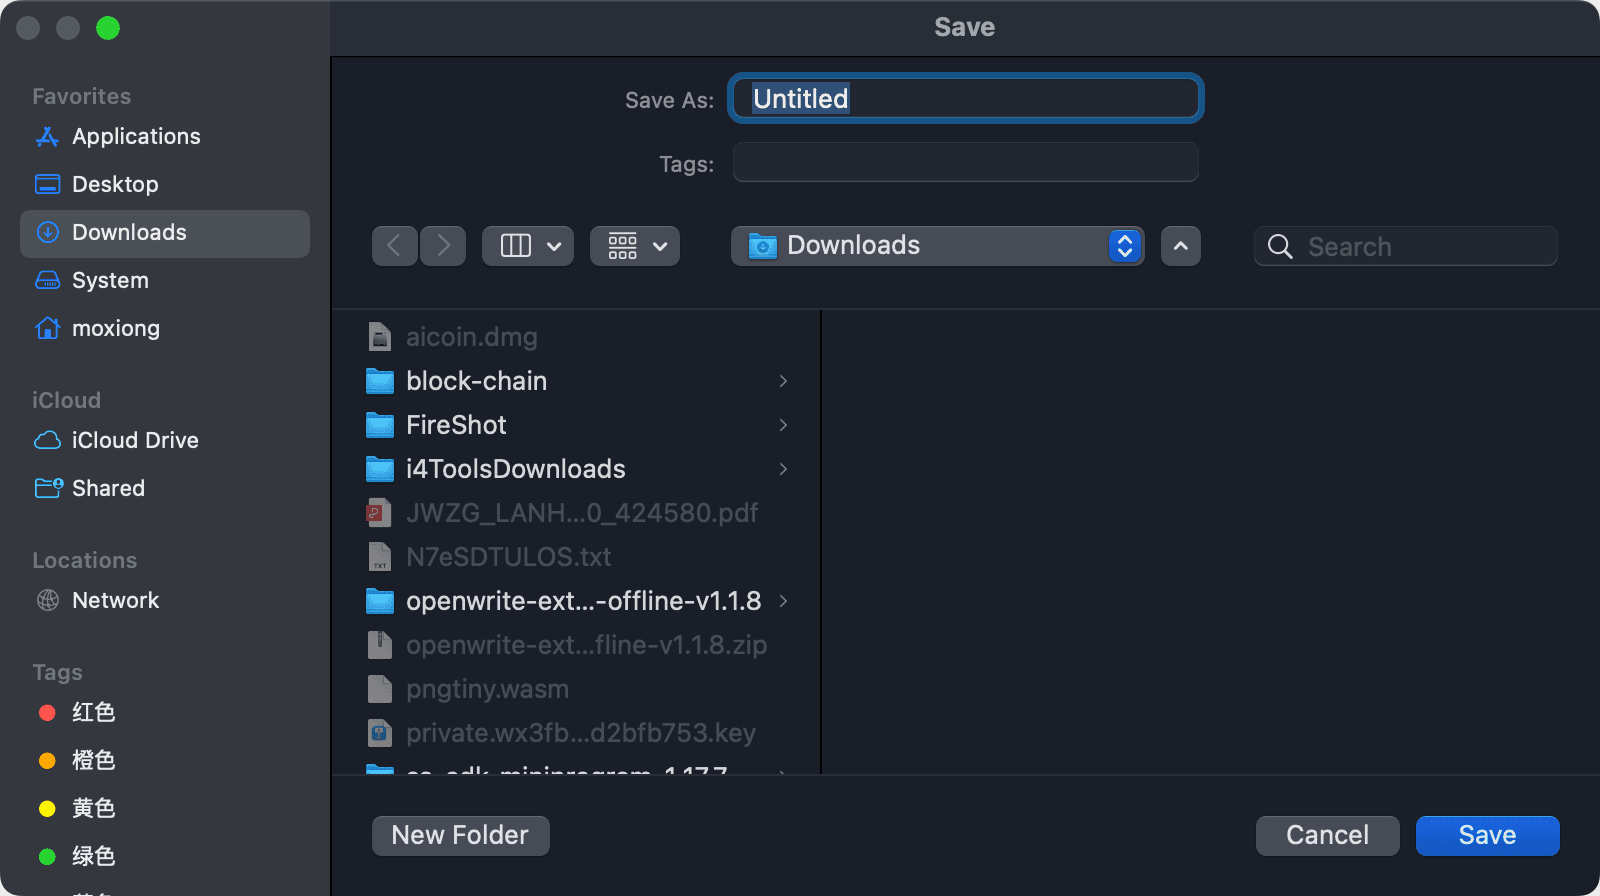 Save
Favorites
Applications
Desktop
Downloads
System
moxiong
iCloud
iCloud Drive
Shared
Locations
Network
Tags
红色
橙色
黄色
绿色
Save As: Untitled
Tags:
Downloads
Search
aicoin.dmg
block-chain
FireShot
i4ToolsDownloads
JWZG_LANH...0_424580.pdf
N7eSDTULOS.txt
openwrite-ext...-offline-v1.1.8
openwrite-ext...fline-v1.1.8.zip
pngtiny.wasm
private.wx3fb...d2bfb753.key
New Folder
Cancel
Save